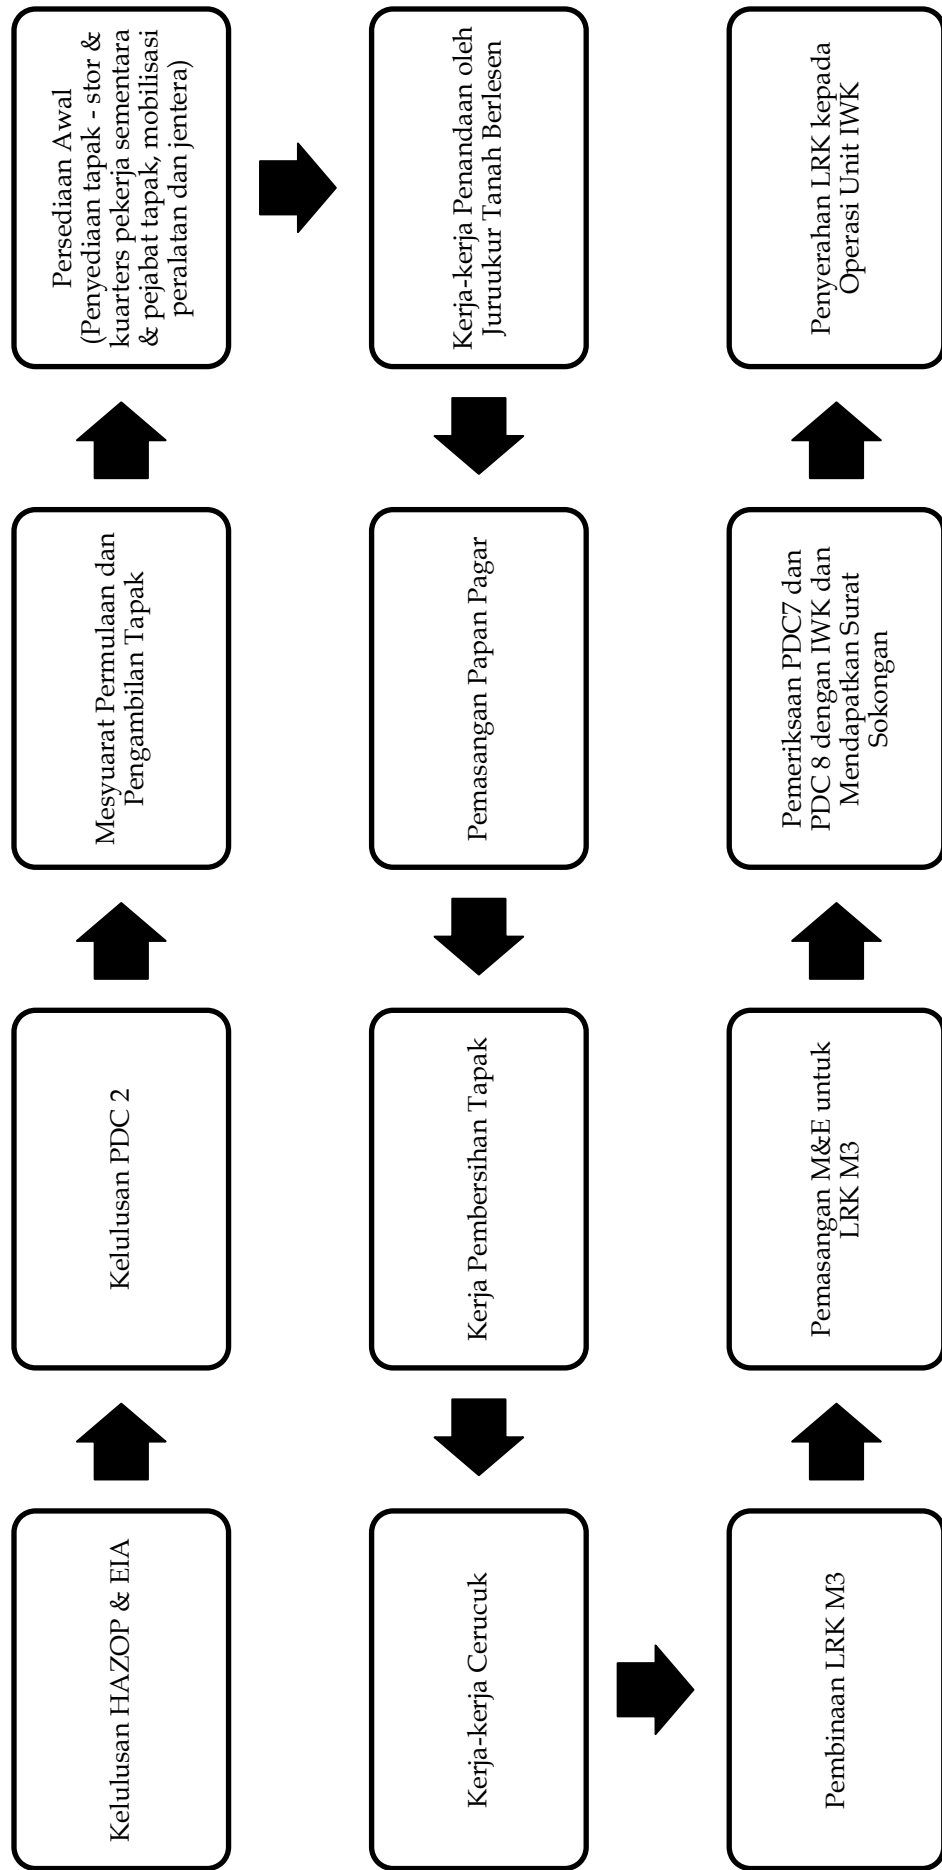 Kelulusan HAZOP & EIA
Kelulusan PDC 2
Mesyuarat Permulaan dan
Pengambilan Tapak
Persediaan Awal
(Penyediaan tapak - stor &
kuarters pekerja sementara
& pejabat tapak, mobilisasi
peralatan dan jentera)
Kerja-kerja Penandaan oleh
Juruukur Tanah Berlesen
Pemasangan Papan Pagar
Kerja Pembersihan Tapak
Kerja-kerja Cerucuk
Pembinaan LRK M3
Pemasangan M&E untuk
LRK M3
Pemeriksaan PDC7 dan
PDC 8 dengan IWK dan
Mendapatkan Surat
Sokongan
Penyerahan LRK kepada
Operasi Unit IWK